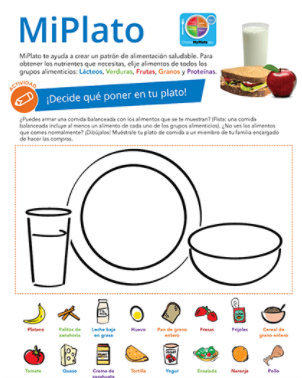 MiPlato
MiPlato te ayuda a crear un patrón de alimentación saludable. Para
obtener los nutrientes que necesitas, elije alimentos de todos los
grupos alimenticios: Lácteos, Verduras, Frutas, Granos y Proteínas.
ACTIVIDAD
¡Decide qué poner en tu plato!
¿Puedes armar una comida balanceada con los alimentos que se te muestran? (Pista: una comida
balanceada incluye al menos un alimento de cada uno de los grupos alimenticios). ¿No ves los alimentos
que comes normalmente? ¡Dibújalos! Muéstrale tu plato de comida a un miembro de tu familia encargado
de hacer las compras.
Plátano Palitos de zanahoria Leche baja en grasa Huevo Pan de grano entero Fresas Frijoles Cereal de grano entero
Tomate Queso Crema de cacahuate Tortilla Yogur Ensalada Naranja Pollo